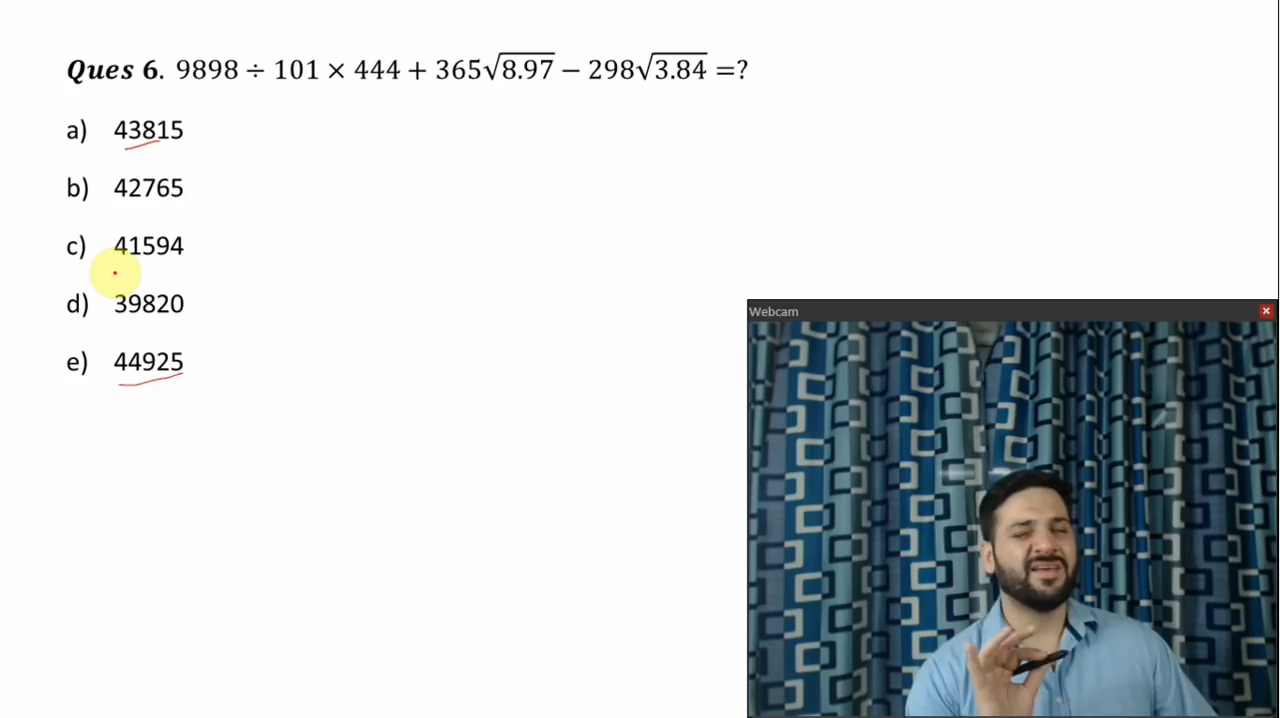 Ques 6. 9898 ÷ 101 × 444 + 365√8.97 − 298√3.84 =?
a) 43815
b) 42765
c) 41594
d) 39820
e) 44925
Webcam